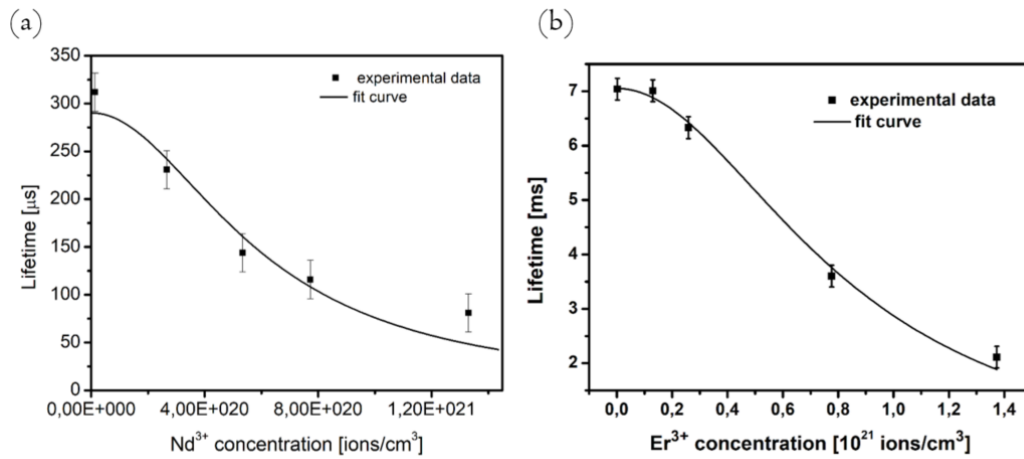 (a)
350
300
250
200
150
100
50
0
Lifetime [μs]
experimental data
fit curve
0,00E+000 4,00E+020 8,00E+020 1,20E+021
Nd³⁺ concentration [ions/cm³]
(b)
7
6
5
4
3
2
Lifetime [ms]
experimental data
fit curve
0,0 0,2 0,4 0,6 0,8 1,0 1,2 1,4
Er³⁺ concentration [10²¹ ions/cm³]